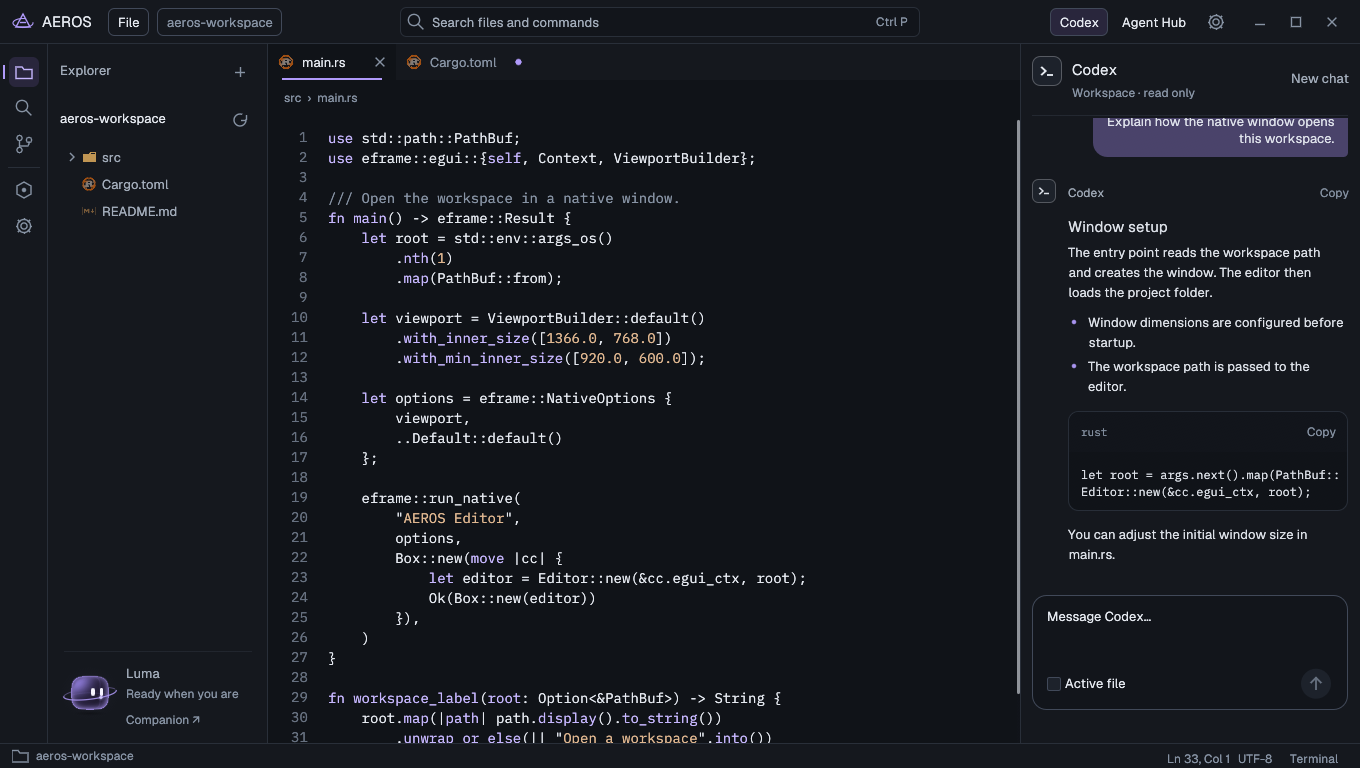 AEROS File aeros-workspace Search files and commands Ctrl P Codex Agent Hub
Explorer
aeros-workspace
src
Cargo.toml
README.md
Luma
Ready when you are
Companion ↗
main.rs Cargo.toml
src › main.rs
1 use std::path::PathBuf;
2 use eframe::egui::{self, Context, ViewportBuilder};
3
4 /// Open the workspace in a native window.
5 fn main() -> eframe::Result {
6     let root = std::env::args_os()
7         .nth(1)
8         .map(PathBuf::from);
9
10     let viewport = ViewportBuilder::default()
11         .with_inner_size([1366.0, 768.0])
12         .with_min_inner_size([920.0, 600.0]);
13
14     let options = eframe::NativeOptions {
15         viewport,
16         ..Default::default()
17     };
18
19     eframe::run_native(
20         "AEROS Editor",
21         options,
22         Box::new(move |cc| {
23             let editor = Editor::new(&cc.egui_ctx, root);
24             Ok(Box::new(editor))
25         }),
26     )
27 }
28
29 fn workspace_label(root: Option<&PathBuf>) -> String {
30     root.map(|path| path.display().to_string())
31         .unwrap_or_else(|| "Open a workspace".into())
Codex
Workspace · read only
New chat
Explain how the native window opens
this workspace.
Codex Copy
Window setup
The entry point reads the workspace path
and creates the window. The editor then
loads the project folder.
• Window dimensions are configured before
startup.
• The workspace path is passed to the
editor.
rust Copy
let root = args.next().map(PathBuf::
Editor::new(&cc.egui_ctx, root);
You can adjust the initial window size in
main.rs.
Message Codex…
Active file
aeros-workspace Ln 33, Col 1 UTF-8 Terminal